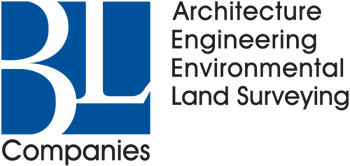 BL
Companies
Architecture
Engineering
Environmental
Land Surveying